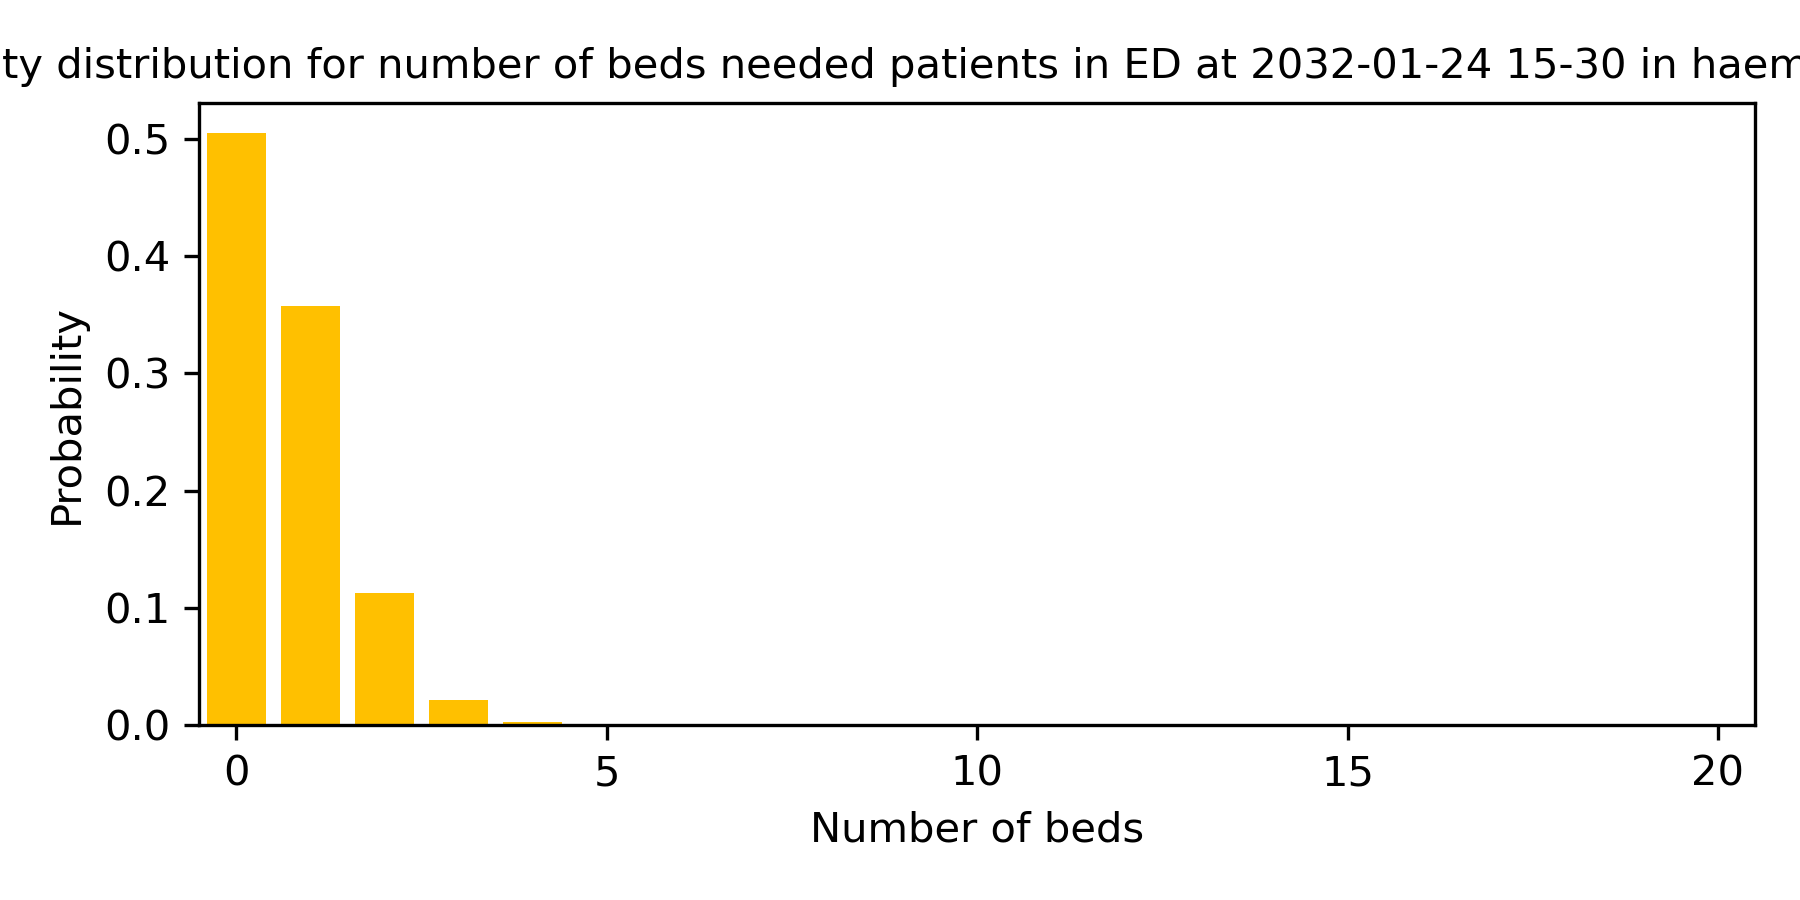 ty distribution for number of beds needed patients in ED at 2032-01-24 15-30 in haem
0.5
0.4
0.3
0.2
0.1
0.0
Probability
0 5 10 15 20
Number of beds